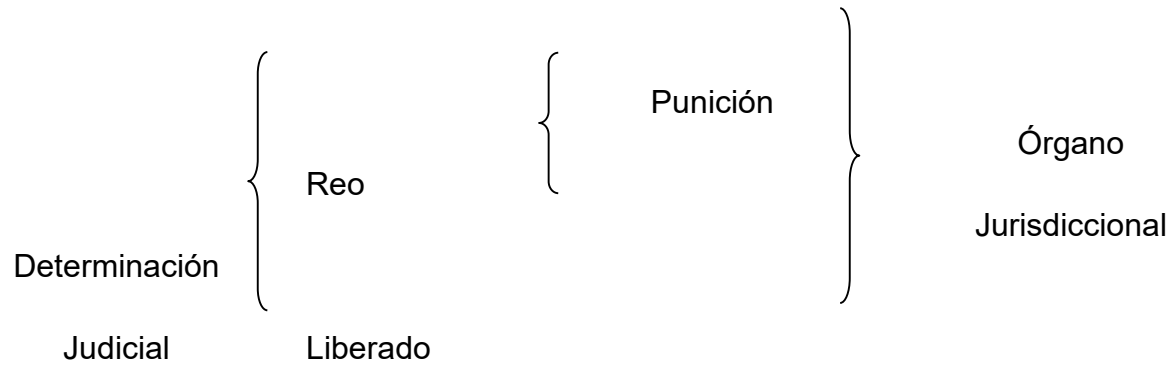 Punición
Órgano
Reo
Jurisdiccional
Determinación
Judicial
Liberado